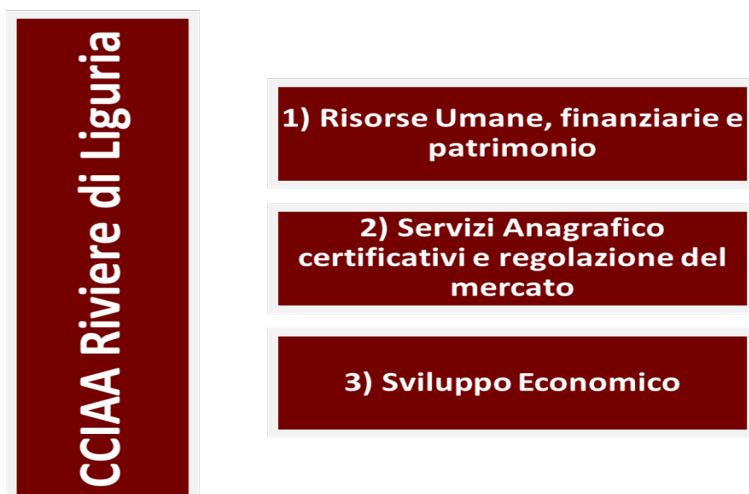 CCIAA Riviere di Liguria
1) Risorse Umane, finanziarie e
patrimonio
2) Servizi Anagrafico
certificativi e regolazione del
mercato
3) Sviluppo Economico